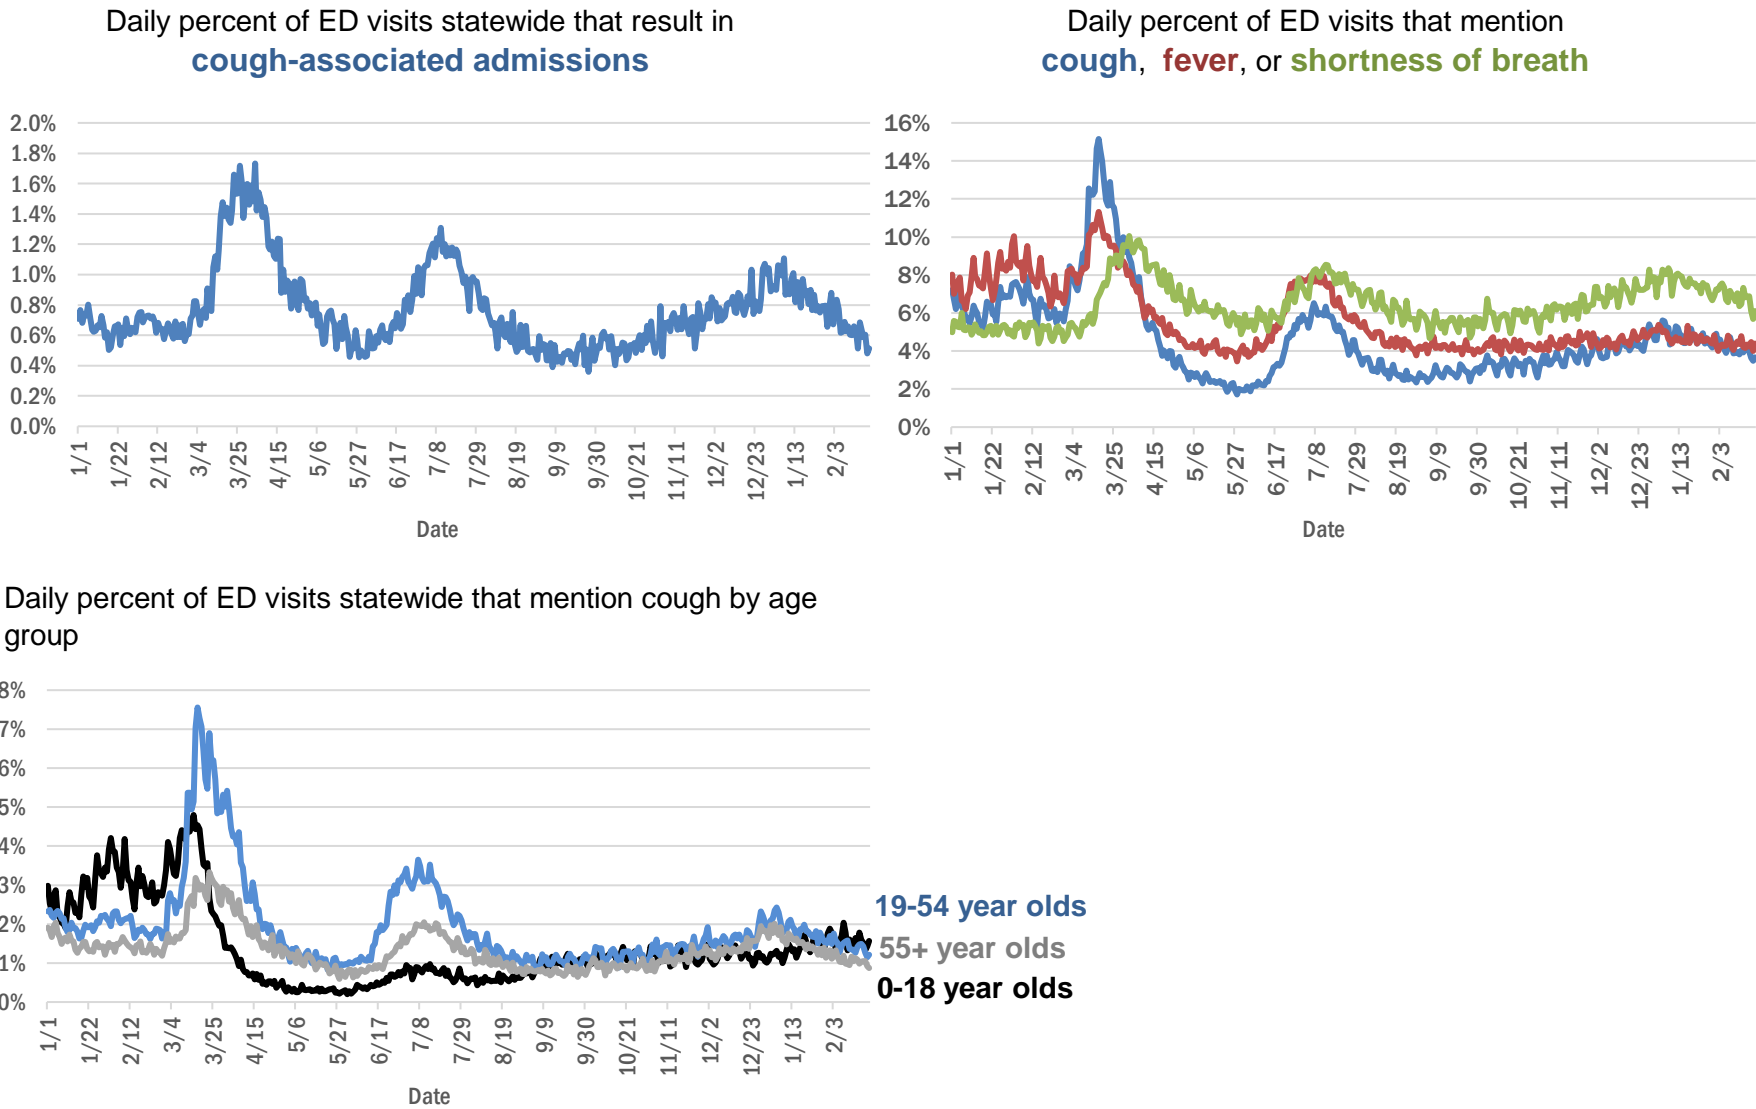 Daily percent of ED visits statewide that result in
cough-associated admissions
2.0%
1.8%
1.6%
1.4%
1.2%
1.0%
0.8%
0.6%
0.4%
0.2%
0.0%
1/1 1/22 2/12 3/4 3/25 4/15 5/6 5/27 6/17 7/8 7/29 8/19 9/9 9/30 10/21 11/11 12/2 12/23 1/13 2/3
Date
Daily percent of ED visits that mention
cough, fever, or shortness of breath
16%
14%
12%
10%
8%
6%
4%
2%
0%
1/1 1/22 2/12 3/4 3/25 4/15 5/6 5/27 6/17 7/8 7/29 8/19 9/9 9/30 10/21 11/11 12/2 12/23 1/13 2/3
Date
Daily percent of ED visits statewide that mention cough by age
group
8%
7%
6%
5%
4%
3%
2%
1%
0%
1/1 1/22 2/12 3/4 3/25 4/15 5/6 5/27 6/17 7/8 7/29 8/19 9/9 9/30 10/21 11/11 12/2 12/23 1/13 2/3
Date
19-54 year olds
55+ year olds
0-18 year olds